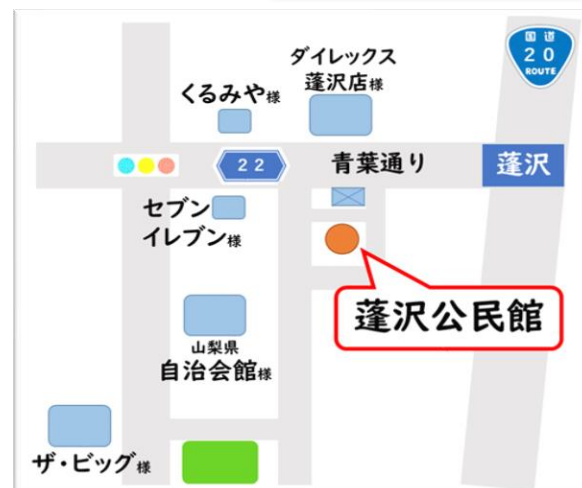 国道
20
ROUTE
ダイレックス
蓬沢店様
くるみや様
22
青葉通り
蓬沢
セブン
イレブン様
蓬沢公民館
山梨県
自治会館様
ザ・ビッグ様